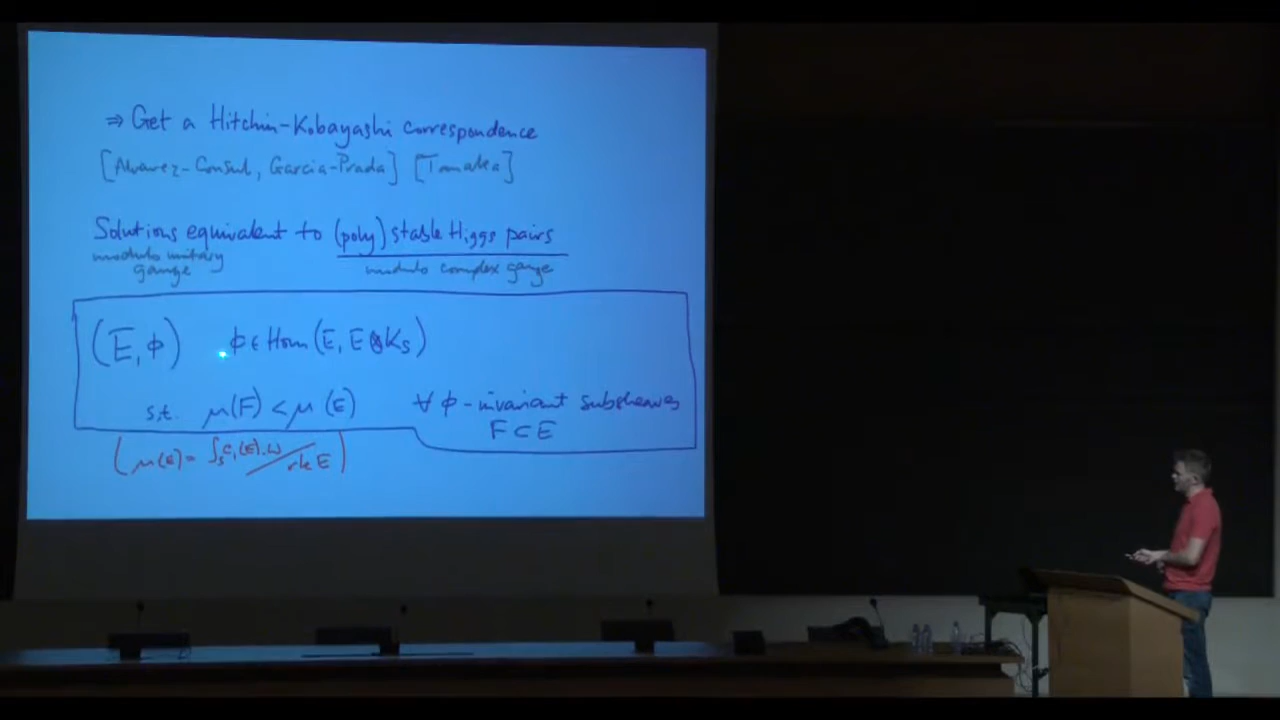 ⇒ Get a Hitchin-Kobayashi correspondence
[Alvarez-Consul, Garcia-Prada] [Tanaka]
Solutions equivalent to (poly) stable Higgs pairs
modulo unitary gauge
modulo complex gauge
(E, ϕ) ϕ ∈ Hom (E, E⊗K_S)
s.t. μ(F) < μ(E) ∀ ϕ-invariant subsheaves
F ⊂ E
(μ(E) = ∫_S c₁(E).ω / rk E)